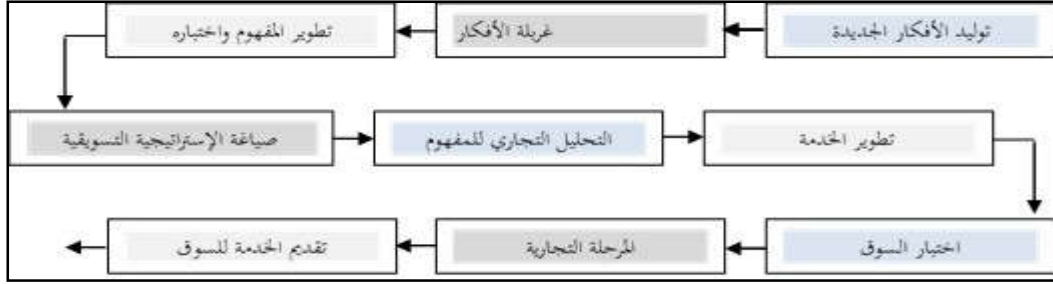 توليد الأفكار الجديدة
غربلة الأفكار
تطوير المفهوم واختباره
صياغة الإستراتيجية التسويقية
التحليل التجاري للمفهوم
تطوير الخدمة
اختبار السوق
المرحلة التجارية
تقديم الخدمة للسوق